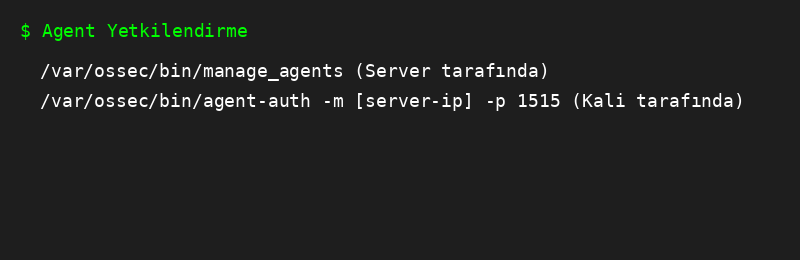 $ Agent Yetkilendirme
/var/ossec/bin/manage_agents (Server tarafında)
/var/ossec/bin/agent-auth -m [server-ip] -p 1515 (Kali tarafında)